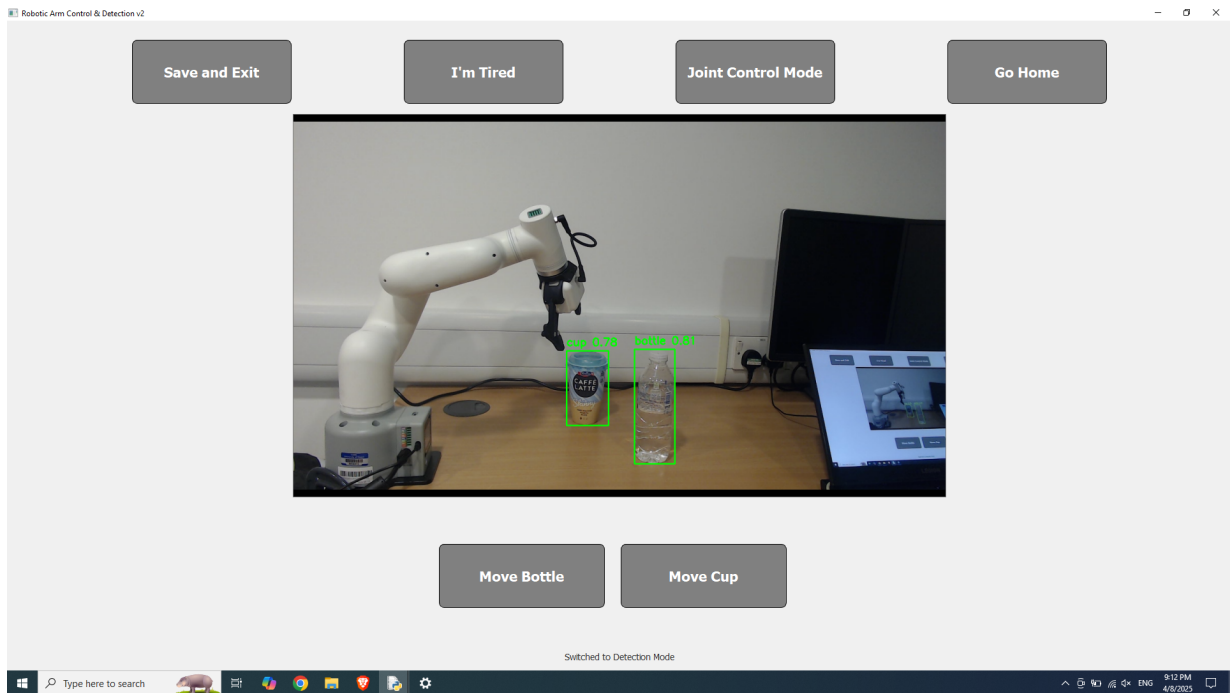 Robotic Arm Control & Detection v2
Save and Exit
I'm Tired
Joint Control Mode
Go Home
cup 0.78
bottle 0.81
CAFFÈ
LATTE
Move Bottle
Move Cup
Switched to Detection Mode
Type here to search
ENG
9:12 PM
4/8/2025